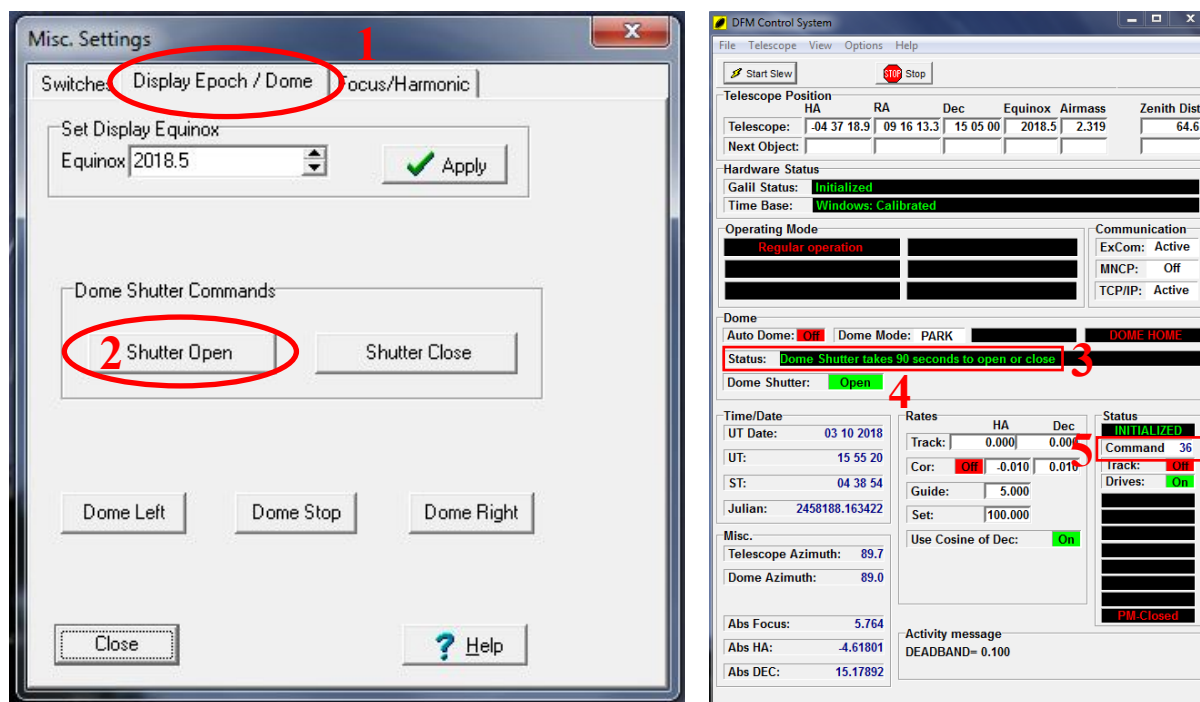 Misc. Settings
1
Switches Display Epoch / Dome Focus/Harmonic
Set Display Equinox
Equinox 2018.5 Apply
Dome Shutter Commands
2 Shutter Open Shutter Close
Dome Left Dome Stop Dome Right
Close ? Help
DFM Control System
File Telescope View Options Help
Start Slew STOP Stop
Telescope Position
HA RA Dec Equinox Airmass Zenith Dist
Telescope: -04 37 18.9 09 16 13.3 15 05 00 2018.5 2.319 64.6
Next Object:
Hardware Status
Galil Status: Initialized
Time Base: Windows: Calibrated
Operating Mode
Regular operation
Communication
ExCom: Active
MNCP: Off
TCP/IP: Active
Dome
Auto Dome: Off Dome Mode: PARK DOME HOME
Status: Dome Shutter takes 90 seconds to open or close 3
Dome Shutter: Open 4
Time/Date
UT Date: 03 10 2018
UT: 15 55 20
ST: 04 38 54
Julian: 2458188.163422
Misc.
Telescope Azimuth: 89.7
Dome Azimuth: 89.0
Abs Focus: 5.764
Abs HA: -4.61801
Abs DEC: 15.17892
Rates
HA Dec
Track: 0.000 0.000
Cor: Off -0.010 0.010
Guide: 5.000
Set: 100.000
Use Cosine of Dec: On
Status
INITIALIZED
5 Command 36
Track: Off
Drives: On
PM-Closed
Activity message
DEADBAND= 0.100